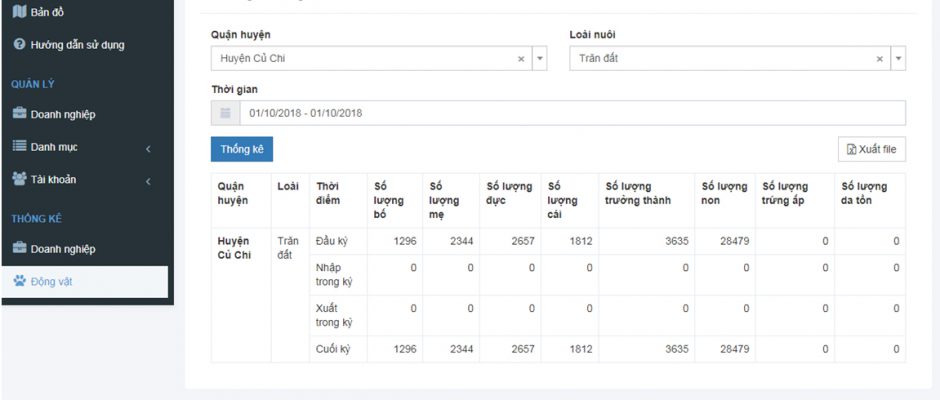 Bản đồ
Hướng dẫn sử dụng
QUẢN LÝ
Doanh nghiệp
Danh mục
Tài khoản
THỐNG KÊ
Doanh nghiệp
Động vật
Quận huyện
Loài nuôi
Huyện Củ Chi ×
Trăn đất ×
Thời gian
01/10/2018 - 01/10/2018
Thống kê
Xuất file
Quận huyện Loài Thời điểm Số lượng bố Số lượng mẹ Số lượng đực Số lượng cái Số lượng trưởng thành Số lượng non Số lượng trứng ấp Số lượng da tồn
Huyện Củ Chi Trăn đất Đầu kỳ 1296 2344 2657 1812 3635 28479 0 0
Nhập trong kỳ 0 0 0 0 0 0 0 0
Xuất trong kỳ 0 0 0 0 0 0 0 0
Cuối kỳ 1296 2344 2657 1812 3635 28479 0 0